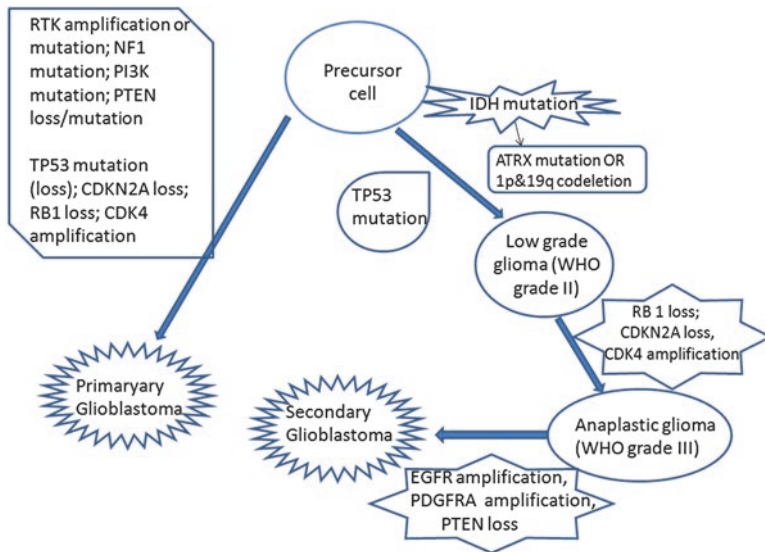 RTK amplification or
mutation; NF1
mutation; PI3K
mutation; PTEN
loss/mutation
TP53 mutation
(loss); CDKN2A loss;
RB1 loss; CDK4
amplification
Precursor
cell
IDH mutation
ATRX mutation OR
1p&19q codeletion
TP53
mutation
Low grade
glioma (WHO
grade II)
RB 1 loss;
CDKN2A loss,
CDK4 amplification
Primaryary
Glioblastoma
Secondary
Glioblastoma
Anaplastic glioma
(WHO grade III)
EGFR amplification,
PDGFRA amplification,
PTEN loss